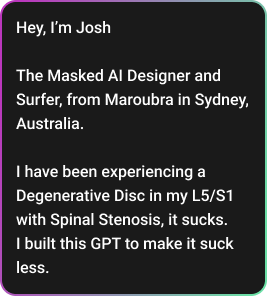 Hey, I’m Josh
The Masked AI Designer and
Surfer, from Maroubra in Sydney,
Australia.
I have been experiencing a
Degenerative Disc in my L5/S1
with Spinal Stenosis, it sucks.
I built this GPT to make it suck
less.